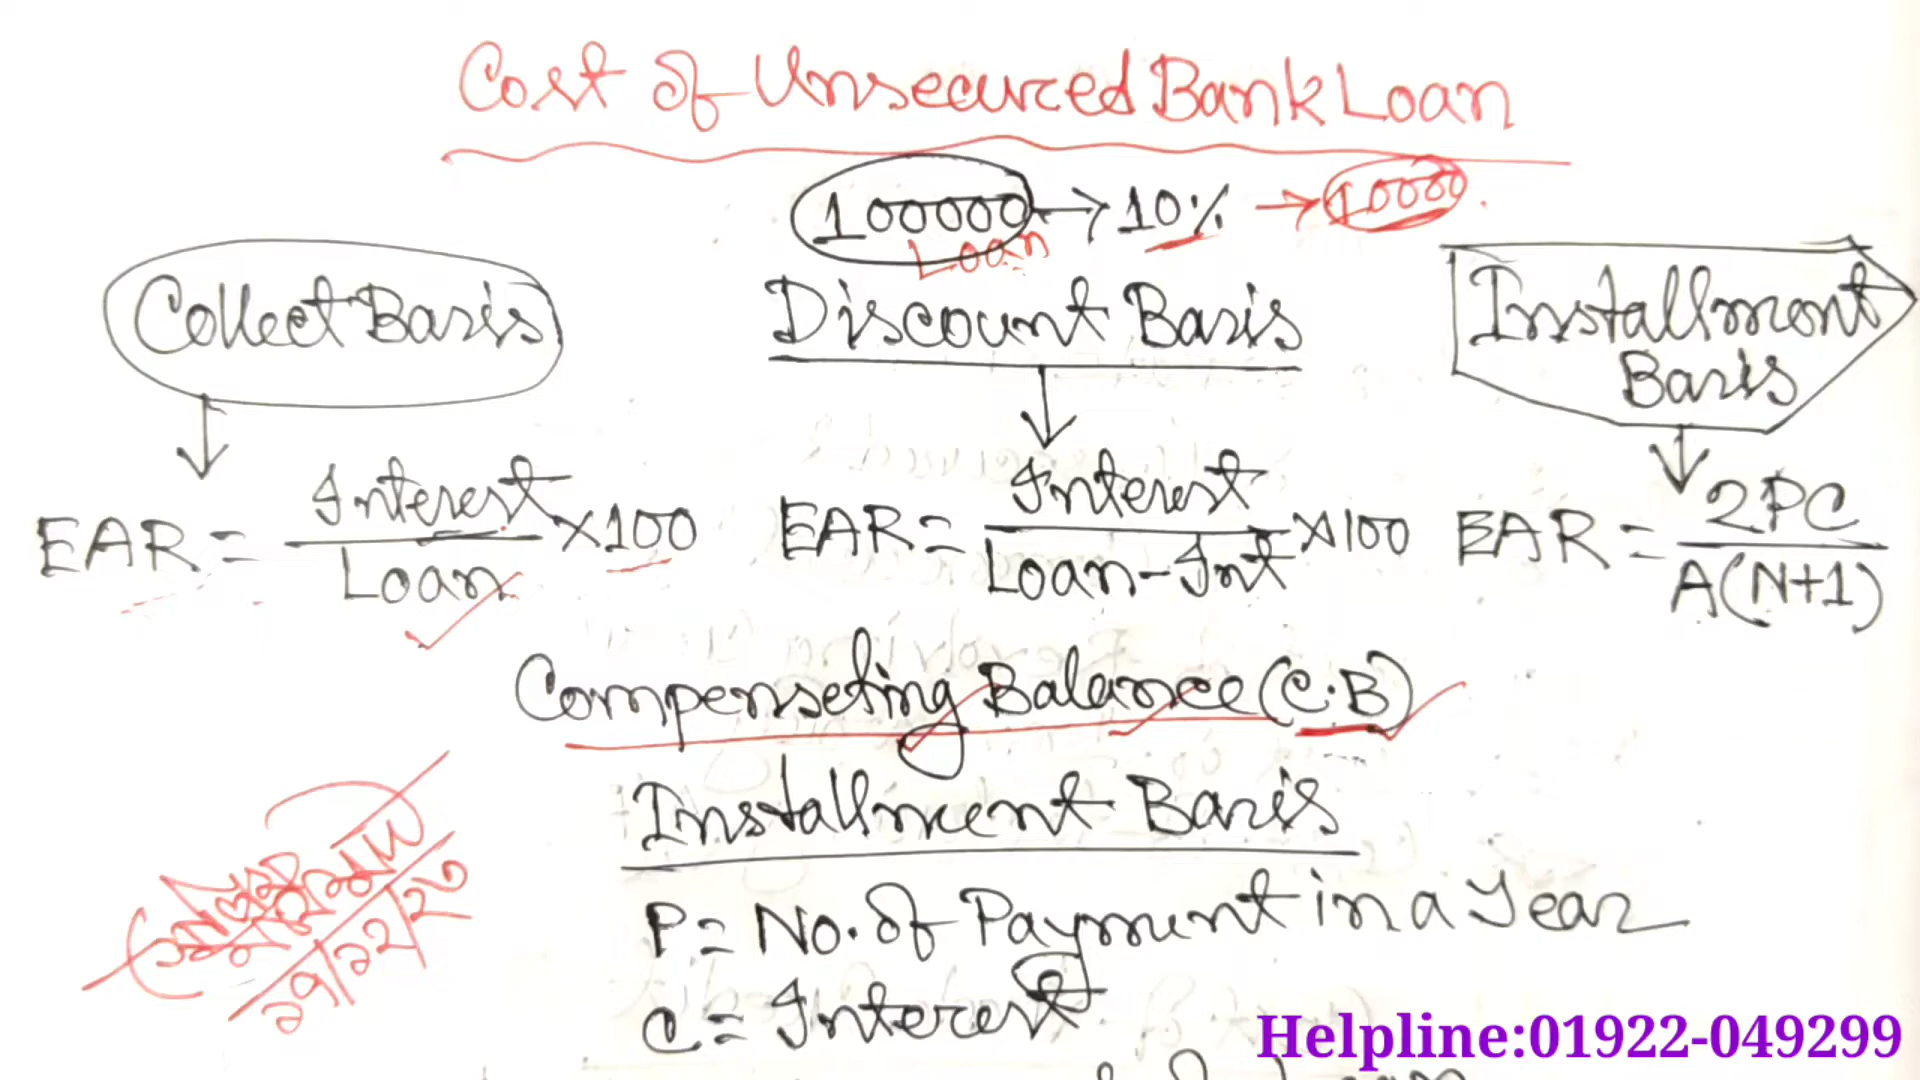 Cost of Unsecured Bank Loan
100000 → 10% → 10000
Loan
Collect Basis
Discount Basis
Installment
Basis
EAR = Interest / Loan ×100
EAR = Interest / Loan-Int ×100
EAR = 2PC / A(N+1)
Compenseting Balance (C.B)
Installment Basis
P = No. of Payment in a Year
C = Interest
Helpline:01922-049299